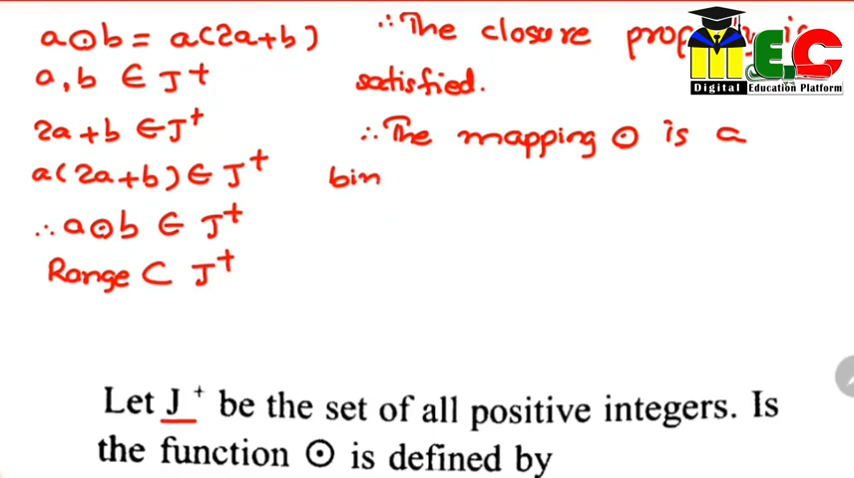 a⊙b = a(2a+b)
a,b ∈ J⁺
2a+b ∈ J⁺
a(2a+b) ∈ J⁺
∴ a⊙b ∈ J⁺
Range ⊂ J⁺
∴ The closure
satisfied.
∴ The mapping ⊙ is a
bin
MEC
Digital Education Platform
Let J⁺ be the set of all positive integers. Is
the function ⊙ is defined by